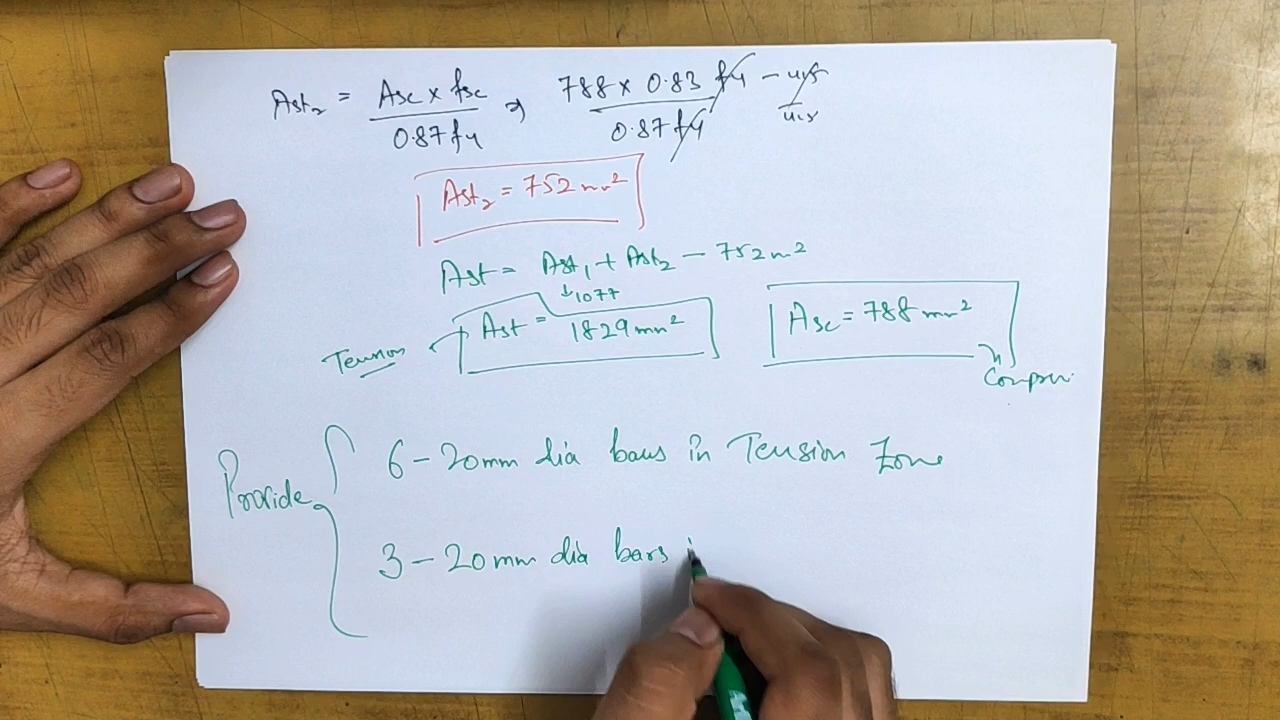 Ast₂ = Asc × fsc / 0.87 fy ⇒ 788 × 0.83 fy / 0.87 fy
Ast₂ = 752 mm²
Ast = Ast₁ + Ast₂ – 752 m²
↓ 1077
Tension Ast = 1829 mm² Asc = 788 mm²
Provide 6 – 20mm dia bars in Tension Zone
3 – 20mm dia bars